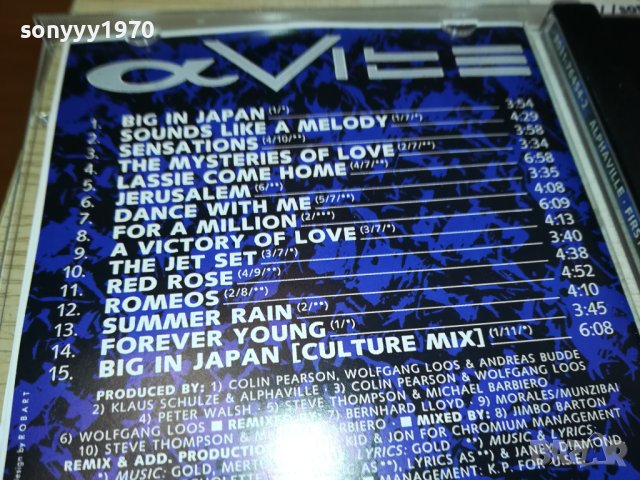 sonyyy1970
αVille
1. BIG IN JAPAN (1/*) 3:54
2. SOUNDS LIKE A MELODY (1/7/*) 4:29
3. SENSATIONS (4/10/**) 3:58
4. THE MYSTERIES OF LOVE (2/7/**) 3:34
5. LASSIE COME HOME (4/7/**) 6:58
6. JERUSALEM (6/**) 3:35
7. DANCE WITH ME (5/7/**) 4:08
8. FOR A MILLION (2/***) 6:09
9. A VICTORY OF LOVE (3/7/*) 4:13
10. THE JET SET (3/7/*) 3:40
11. RED ROSE (4/9/**) 4:38
12. ROMEOS (2/8/**) 4:52
13. SUMMER RAIN (2/**) 4:10
14. FOREVER YOUNG (1/*) 3:45
15. BIG IN JAPAN [CULTURE MIX] (1/11/*) 6:08
PRODUCED BY: 1) COLIN PEARSON, WOLFGANG LOOS & ANDREAS BUDDE
2) KLAUS SCHULZE & ALPHAVILLE 3) COLIN PEARSON & WOLFGANG LOOS
4) PETER WALSH 5) STEVE THOMPSON & MICHAEL BARBIERO
6) WOLFGANG LOOS ■ 7) BERNHARD LLOYD 9) MORALES/MUNZIBAI
10) STEVE THOMPSON & MIXED BY: 8) JIMBO BARTON
KID & JON FOR CHROMIUM MANAGEMENT
REMIX & ADD. PRODUCTION GOLD ... **) MUSIC & LYRICS:
*) MUSIC: GOLD, LYRICS AS **) & JANEY DIAMOND
MANAGEMENT: K.P. FOR U.S.E.
design by ROBART
ALPHAVILLE